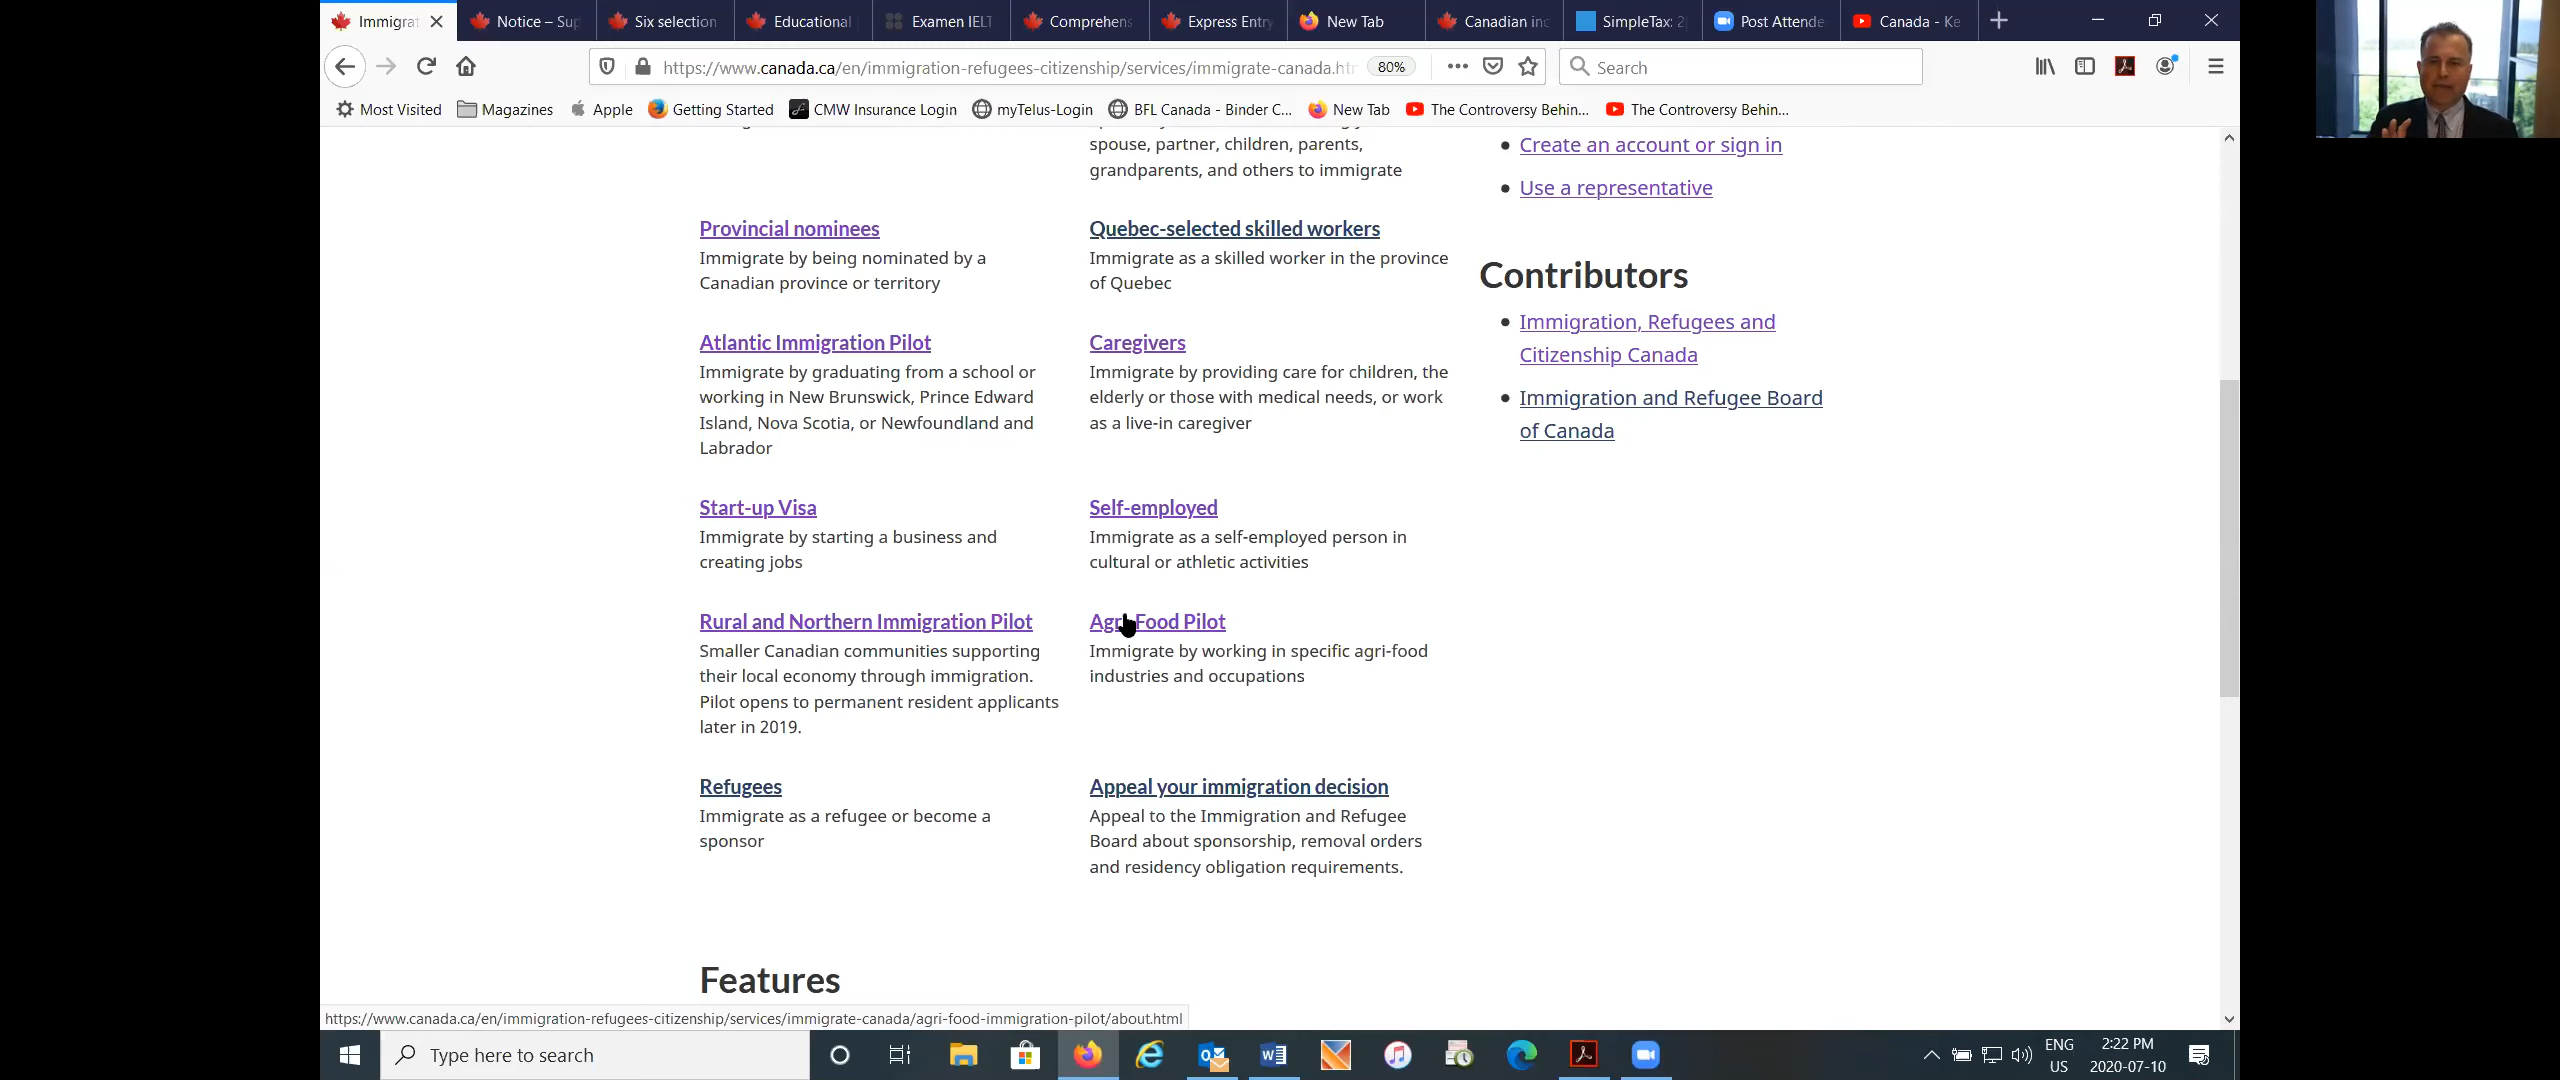 Immigra
Notice – Sup
Six selection
Educational
Examen IELT
Comprehens
Express Entry
New Tab
Canadian inc
SimpleTax: 2
Post Attende
Canada - Ke
https://www.canada.ca/en/immigration-refugees-citizenship/services/immigrate-canada.htm
80%
Search
Most Visited
Magazines
Apple
Getting Started
CMW Insurance Login
myTelus-Login
BFL Canada - Binder C...
New Tab
The Controversy Behin...
The Controversy Behin...
spouse, partner, children, parents,
grandparents, and others to immigrate
Create an account or sign in
Use a representative
Provincial nominees
Immigrate by being nominated by a
Canadian province or territory
Quebec-selected skilled workers
Immigrate as a skilled worker in the province
of Quebec
Contributors
Immigration, Refugees and
Citizenship Canada
Immigration and Refugee Board
of Canada
Atlantic Immigration Pilot
Immigrate by graduating from a school or
working in New Brunswick, Prince Edward
Island, Nova Scotia, or Newfoundland and
Labrador
Caregivers
Immigrate by providing care for children, the
elderly or those with medical needs, or work
as a live-in caregiver
Start-up Visa
Immigrate by starting a business and
creating jobs
Self-employed
Immigrate as a self-employed person in
cultural or athletic activities
Rural and Northern Immigration Pilot
Smaller Canadian communities supporting
their local economy through immigration.
Pilot opens to permanent resident applicants
later in 2019.
Agri-Food Pilot
Immigrate by working in specific agri-food
industries and occupations
Refugees
Immigrate as a refugee or become a
sponsor
Appeal your immigration decision
Appeal to the Immigration and Refugee
Board about sponsorship, removal orders
and residency obligation requirements.
Features
https://www.canada.ca/en/immigration-refugees-citizenship/services/immigrate-canada/agri-food-immigration-pilot/about.html
Type here to search
ENG
US
2:22 PM
2020-07-10